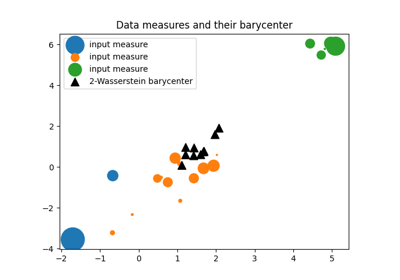 Data measures and their barycenter
6
input measure
input measure
input measure
2-Wasserstein barycenter
4
2
0
−2
−4
−2 −1 0 1 2 3 4 5